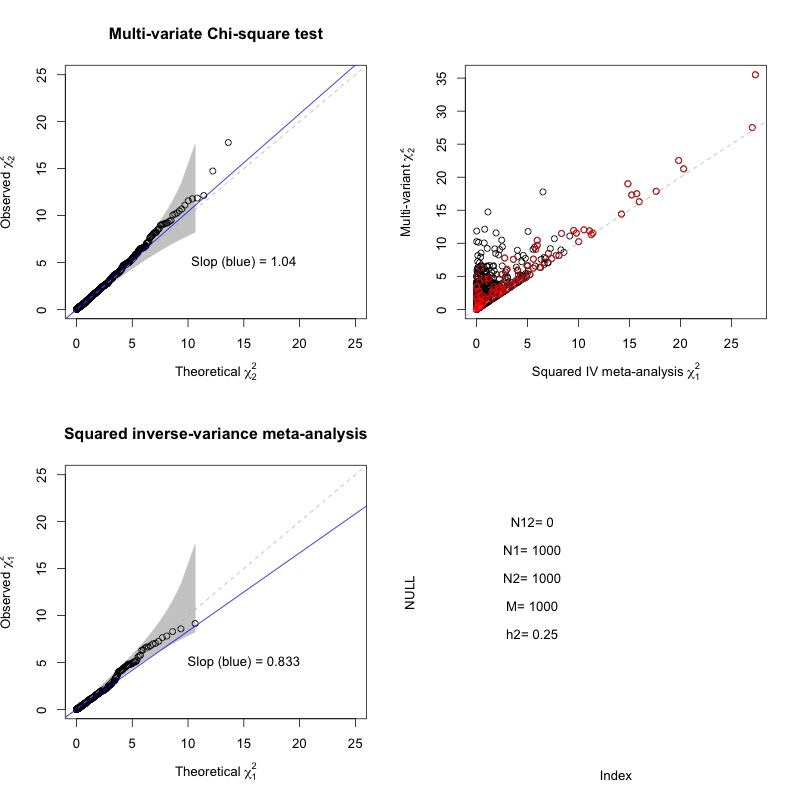 Multi-variate Chi-square test
Observed χ²₂
25
20
15
10
5
0
Slop (blue) = 1.04
0 5 10 15 20 25
Theoretical χ²₂
Multi-variant χ²₂
35
30
25
20
15
10
5
0
0 5 10 15 20 25
Squared IV meta-analysis χ²₁
Squared inverse-variance meta-analysis
Observed χ²₁
25
20
15
10
5
0
Slop (blue) = 0.833
0 5 10 15 20 25
Theoretical χ²₁
NULL
N12= 0
N1= 1000
N2= 1000
M= 1000
h2= 0.25
Index